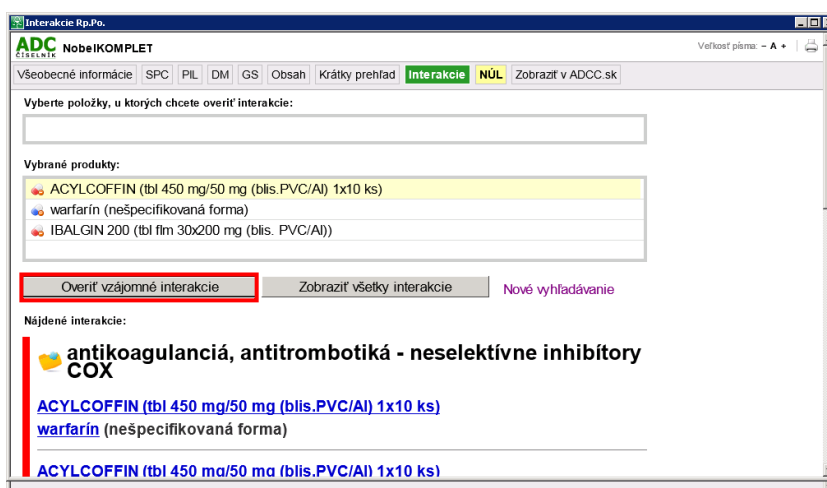 Interakcie Rp.Po.
ADC ČÍSELNÍK NobelKOMPLET
Veľkosť písma: – A +
Všeobecné informácie SPC PIL DM GS Obsah Krátky prehľad Interakcie NÚL Zobraziť v ADCC.sk
Vyberte položky, u ktorých chcete overiť interakcie:
Vybrané produkty:
ACYLCOFFIN (tbl 450 mg/50 mg (blis.PVC/Al) 1x10 ks)
warfarín (nešpecifikovaná forma)
IBALGIN 200 (tbl flm 30x200 mg (blis. PVC/Al))
Overiť vzájomné interakcie Zobraziť všetky interakcie Nové vyhľadávanie
Nájdené interakcie:
antikoagulanciá, antitrombotiká - neselektívne inhibítory
COX
ACYLCOFFIN (tbl 450 mg/50 mg (blis.PVC/Al) 1x10 ks)
warfarín (nešpecifikovaná forma)
ACYLCOFFIN (tbl 450 mg/50 mg (blis.PVC/Al) 1x10 ks)